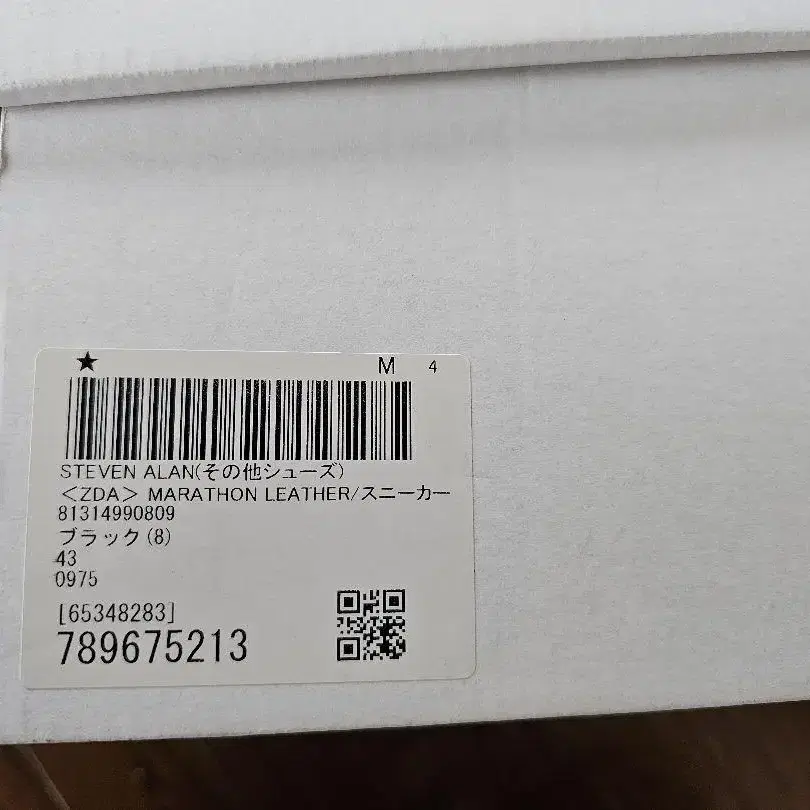 ★ M 4
STEVEN ALAN(その他シューズ)
＜ZDA＞ MARATHON LEATHER/スニーカー
81314990809
ブラック(8)
43
0975
[65348283]
789675213